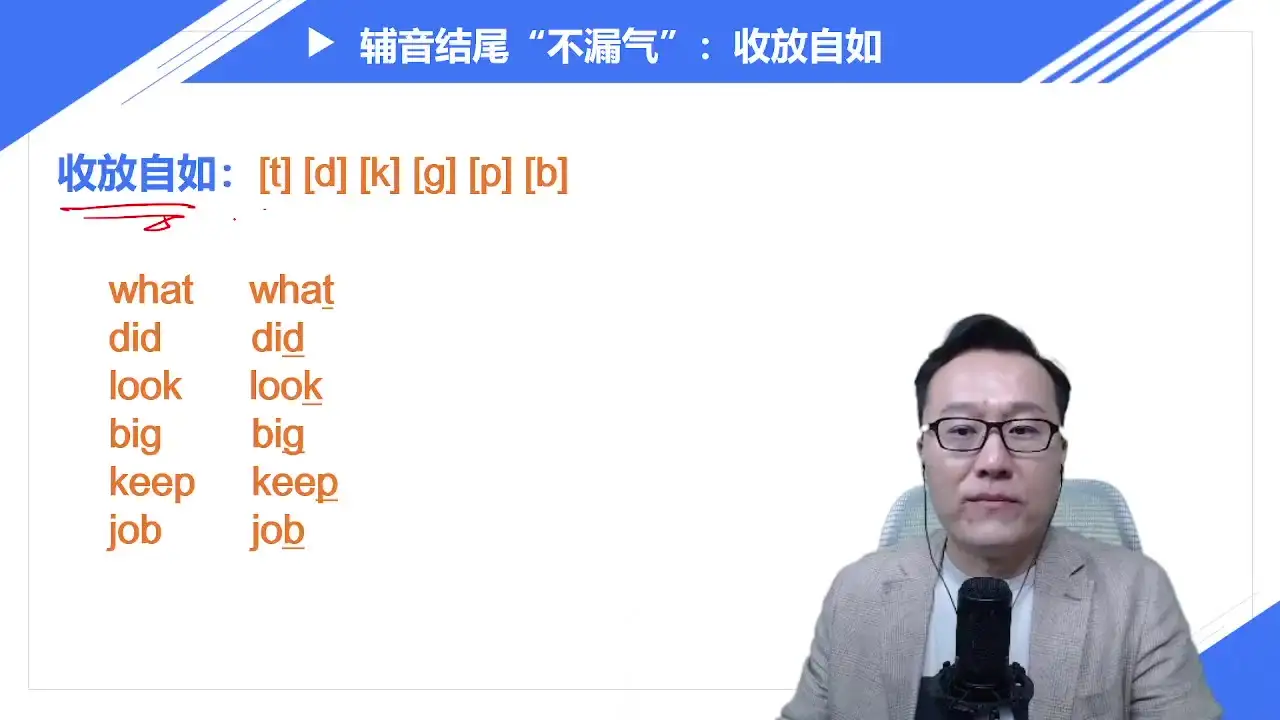 辅音结尾“不漏气”：收放自如
收放自如：[t] [d] [k] [g] [p] [b]
what what
did did
look look
big big
keep keep
job job